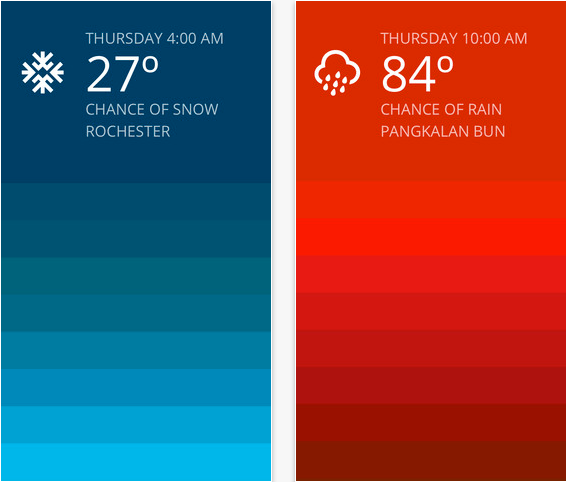 THURSDAY 4:00 AM
27º
CHANCE OF SNOW
ROCHESTER
THURSDAY 10:00 AM
84º
CHANCE OF RAIN
PANGKALAN BUN